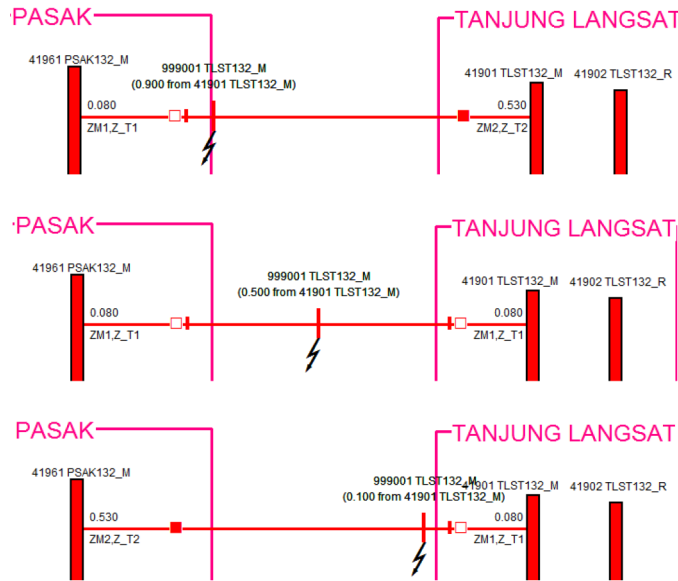 PASAK
TANJUNG LANGSAT
41961 PSAK132_M
999001 TLST132_M
(0.900 from 41901 TLST132_M)
41901 TLST132_M
41902 TLST132_R
0.080
0.530
ZM1,Z_T1
ZM2,Z_T2
PASAK
TANJUNG LANGSAT
41961 PSAK132_M
999001 TLST132_M
(0.500 from 41901 TLST132_M)
41901 TLST132_M
41902 TLST132_R
0.080
0.080
ZM1,Z_T1
ZM1,Z_T1
PASAK
TANJUNG LANGSAT
41961 PSAK132_M
999001 TLST132_M
(0.100 from 41901 TLST132_M)
41901 TLST132_M
41902 TLST132_R
0.530
0.080
ZM2,Z_T2
ZM1,Z_T1